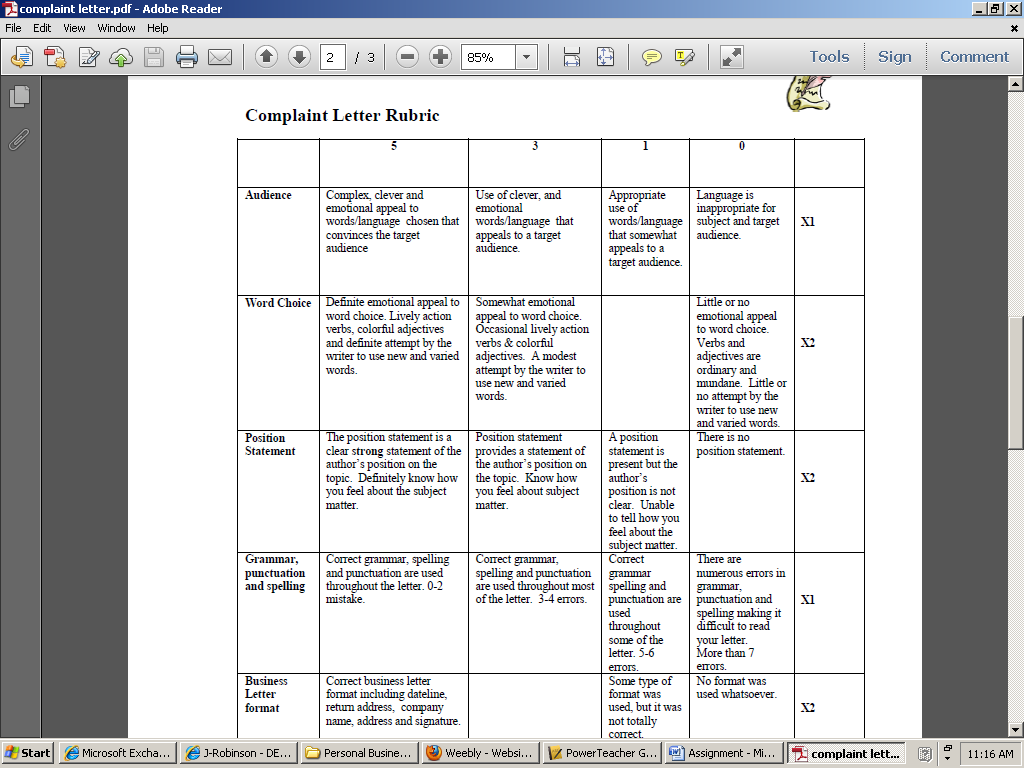 complaint letter.pdf - Adobe Reader
File Edit View Window Help
2 / 3 85% Tools Sign Comment
Complaint Letter Rubric
5 3 1 0
Audience
Complex, clever and
emotional appeal to
words/language chosen that
convinces the target
audience
Use of clever, and
emotional
words/language that
appeals to a target
audience.
Appropriate
use of
words/language
that somewhat
appeals to a
target audience.
Language is
inappropriate for
subject and target
audience.
X1
Word Choice
Definite emotional appeal to
word choice. Lively action
verbs, colorful adjectives
and definite attempt by the
writer to use new and varied
words.
Somewhat emotional
appeal to word choice.
Occasional lively action
verbs & colorful
adjectives. A modest
attempt by the writer to
use new and varied
words.
Little or no
emotional appeal
to word choice.
Verbs and
adjectives are
ordinary and
mundane. Little or
no attempt by the
writer to use new
and varied words.
X2
Position
Statement
The position statement is a
clear strong statement of the
author's position on the
topic. Definitely know how
you feel about the subject
matter.
Position statement
provides a statement of
the author's position on
the topic. Know how
you feel about subject
matter.
A position
statement is
present but the
author's
position is not
clear. Unable
to tell how you
feel about the
subject matter.
There is no
position statement.
X2
Grammar,
punctuation
and spelling
Correct grammar, spelling
and punctuation are used
throughout the letter. 0-2
mistake.
Correct grammar,
spelling and punctuation
are used throughout most
of the letter. 3-4 errors.
Correct
grammar
spelling and
punctuation are
used
throughout
some of the
letter. 5-6
errors.
There are
numerous errors in
grammar,
punctuation and
spelling making it
difficult to read
your letter.
More than 7
errors.
X1
Business
Letter
format
Correct business letter
format including dateline,
return address, company
name, address and signature.
Some type of
format was
used, but it was
not totally
correct.
No format was
used whatsoever.
X2
Start Microsoft Excha... J-Robinson - DE... Personal Busine... Weebly - Websi... PowerTeacher G... Assignment - Mi... complaint lett... 11:16 AM